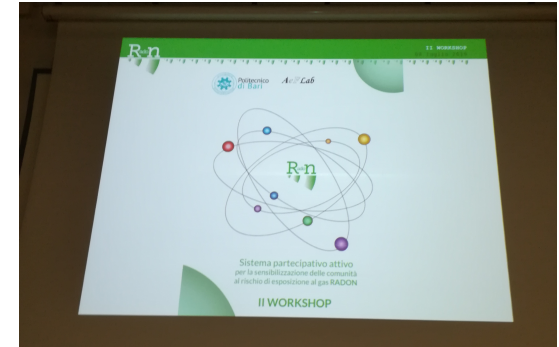 R-n
II WORKSHOP
Politecnico
di Bari
Lab
R-n
Sistema partecipativo attivo
per la sensibilizzazione delle comunità
al rischio di esposizione al gas RADON
II WORKSHOP